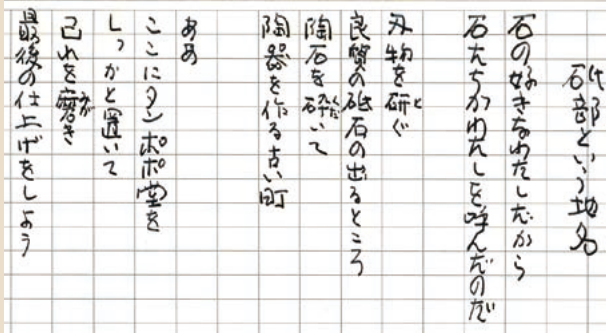 砥部という地名
石の好きなわたしだから
石たちがわたしを呼んだのだ
刃物を研ぐ
良質の砥石の出るところ
陶石を砕いて
陶器を作る古い町
ああ
ここにタンポポ堂を
しっかと置いて
己れを磨き
最後の仕上げをしよう